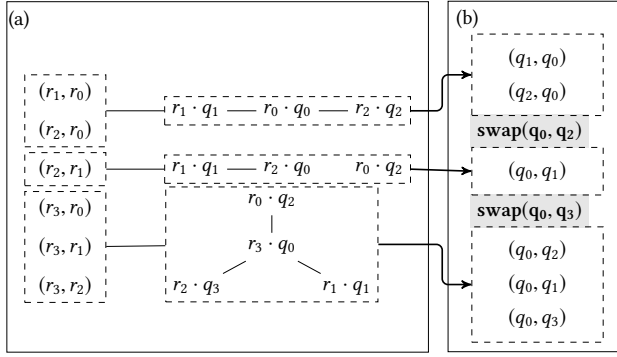 (a)
(r₁, r₀)
(r₂, r₀)
(r₂, r₁)
(r₃, r₀)
(r₃, r₁)
(r₃, r₂)
r₁ · q₁ — r₀ · q₀ — r₂ · q₂
r₁ · q₁ — r₂ · q₀ r₀ · q₂
r₀ · q₂
r₃ · q₀
r₂ · q₃ r₁ · q₁
(b)
(q₁, q₀)
(q₂, q₀)
swap(q₀, q₂)
(q₀, q₁)
swap(q₀, q₃)
(q₀, q₂)
(q₀, q₁)
(q₀, q₃)